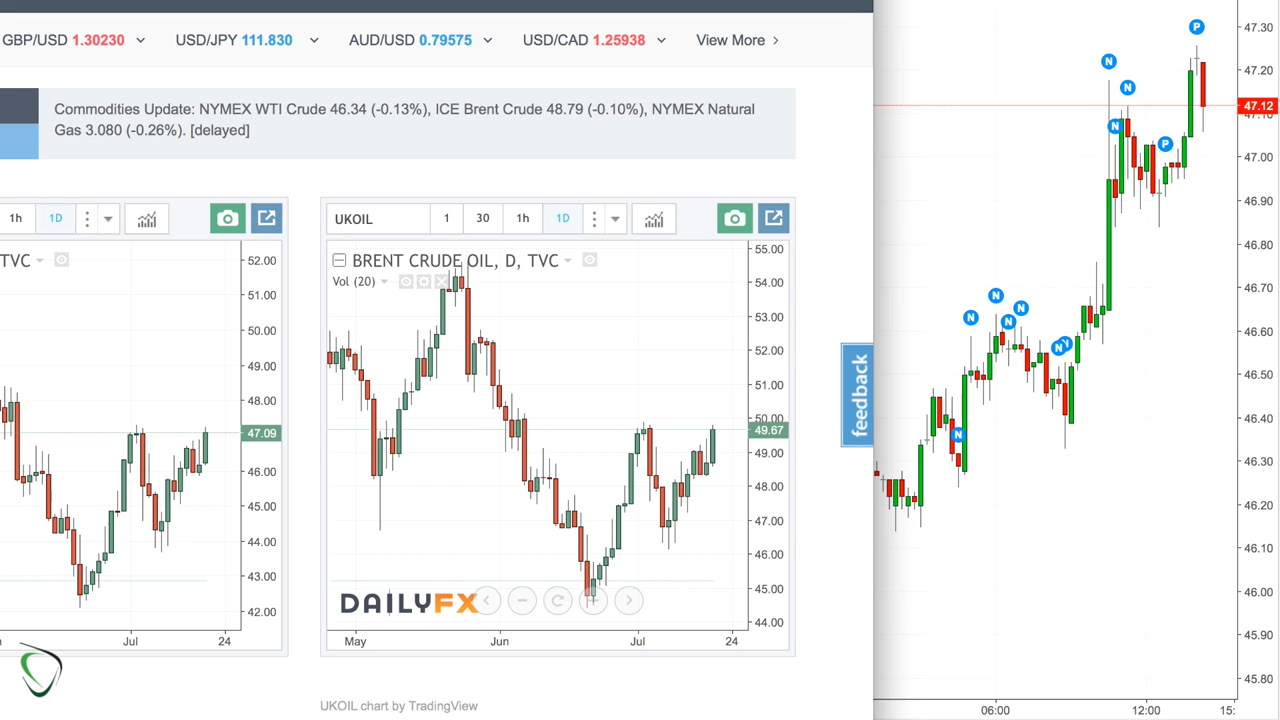 GBP/USD 1.30230 USD/JPY 111.830 AUD/USD 0.79575 USD/CAD 1.25938 View More
Commodities Update: NYMEX WTI Crude 46.34 (-0.13%), ICE Brent Crude 48.79 (-0.10%), NYMEX Natural
Gas 3.080 (-0.26%). [delayed]
1h 1D
TVC
52.00
51.00
50.00
49.00
48.00
47.09
46.00
45.00
44.00
43.00
42.00
Jul 24
UKOIL 1 30 1h 1D
BRENT CRUDE OIL, D, TVC
Vol (20)
55.00
54.00
53.00
52.00
51.00
50.00
49.67
49.00
48.00
47.00
46.00
45.00
44.00
DAILYFX
May Jun Jul 24
UKOIL chart by TradingView
feedback
P
N
N
N
P
N
N
N
N
N
N
N
47.30
47.20
47.12
47.10
47.00
46.90
46.80
46.70
46.60
46.50
46.40
46.30
46.20
46.10
46.00
45.90
45.80
06:00 12:00 15: